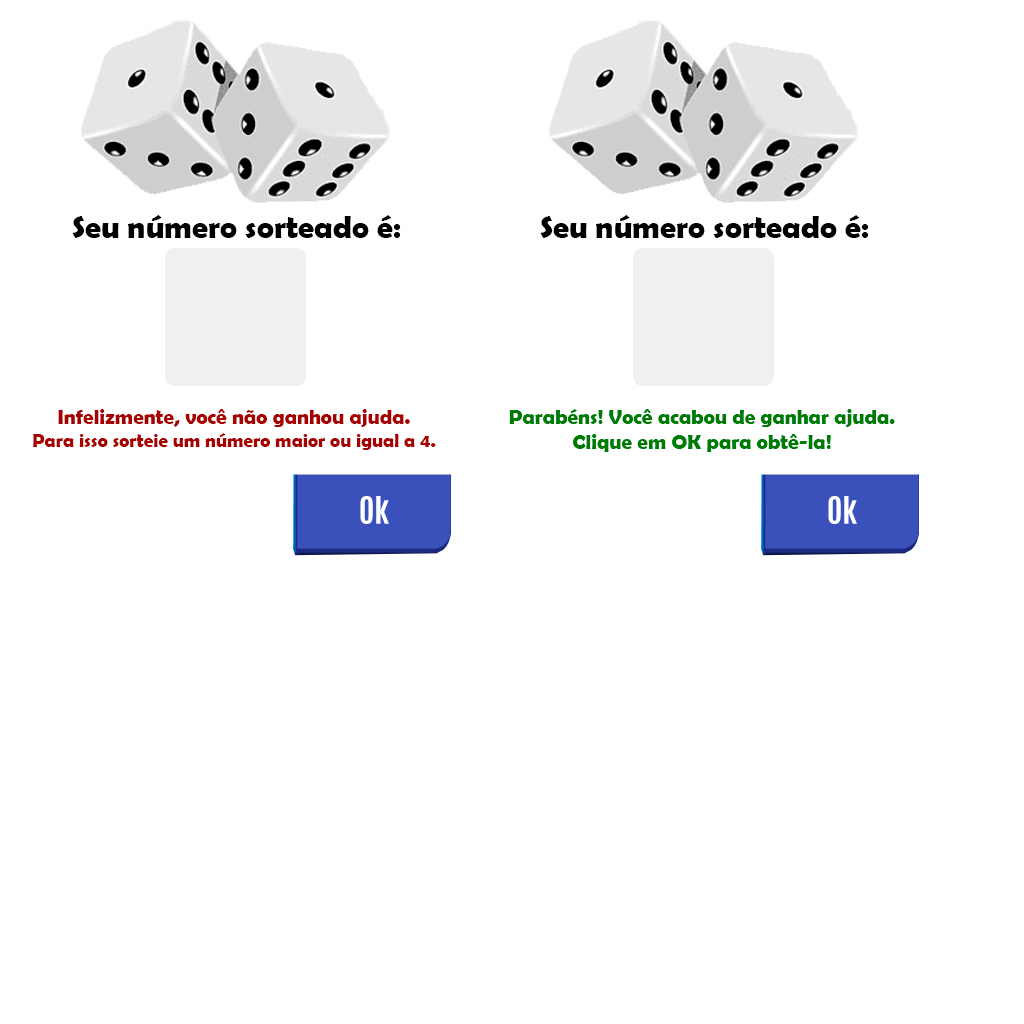 Seu número sorteado é:
Infelizmente, você não ganhou ajuda.
Para isso sorteie um número maior ou igual a 4.
Ok
Seu número sorteado é:
Parabéns! Você acabou de ganhar ajuda.
Clique em OK para obtê-la!
Ok